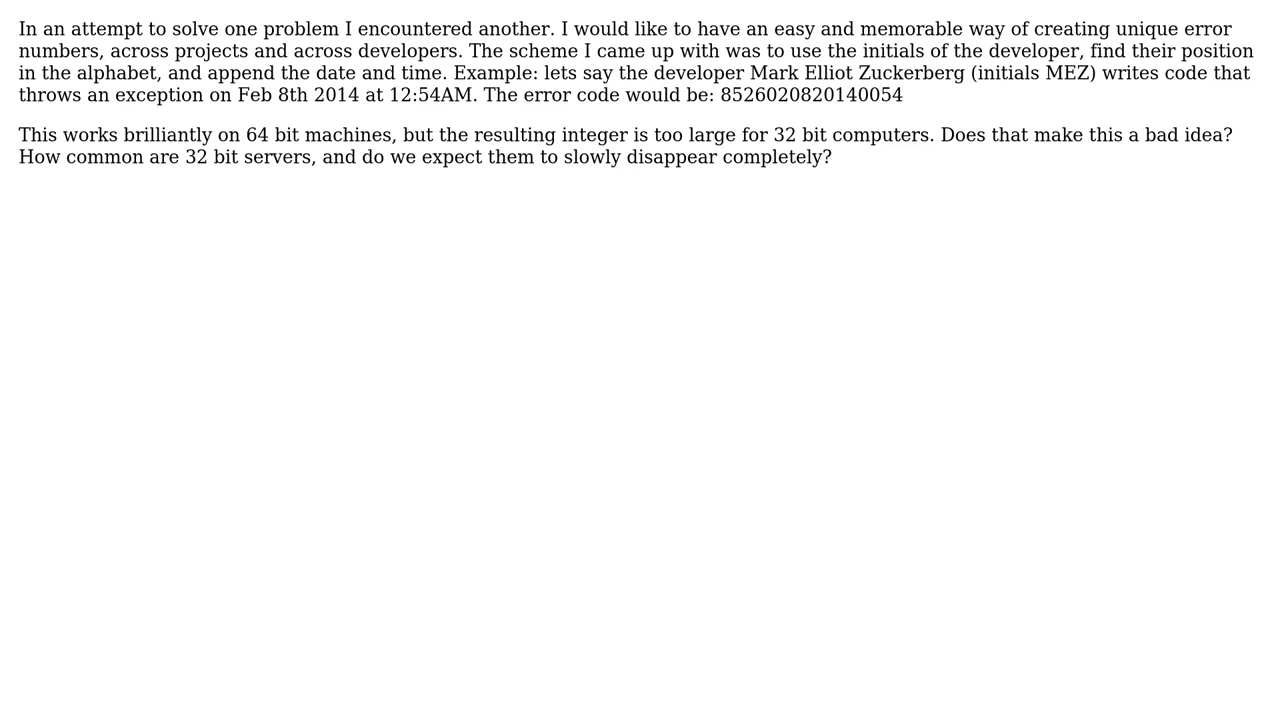 In an attempt to solve one problem I encountered another. I would like to have an easy and memorable way of creating unique error
numbers, across projects and across developers. The scheme I came up with was to use the initials of the developer, find their position
in the alphabet, and append the date and time. Example: lets say the developer Mark Elliot Zuckerberg (initials MEZ) writes code that
throws an exception on Feb 8th 2014 at 12:54AM. The error code would be: 8526020820140054
This works brilliantly on 64 bit machines, but the resulting integer is too large for 32 bit computers. Does that make this a bad idea?
How common are 32 bit servers, and do we expect them to slowly disappear completely?